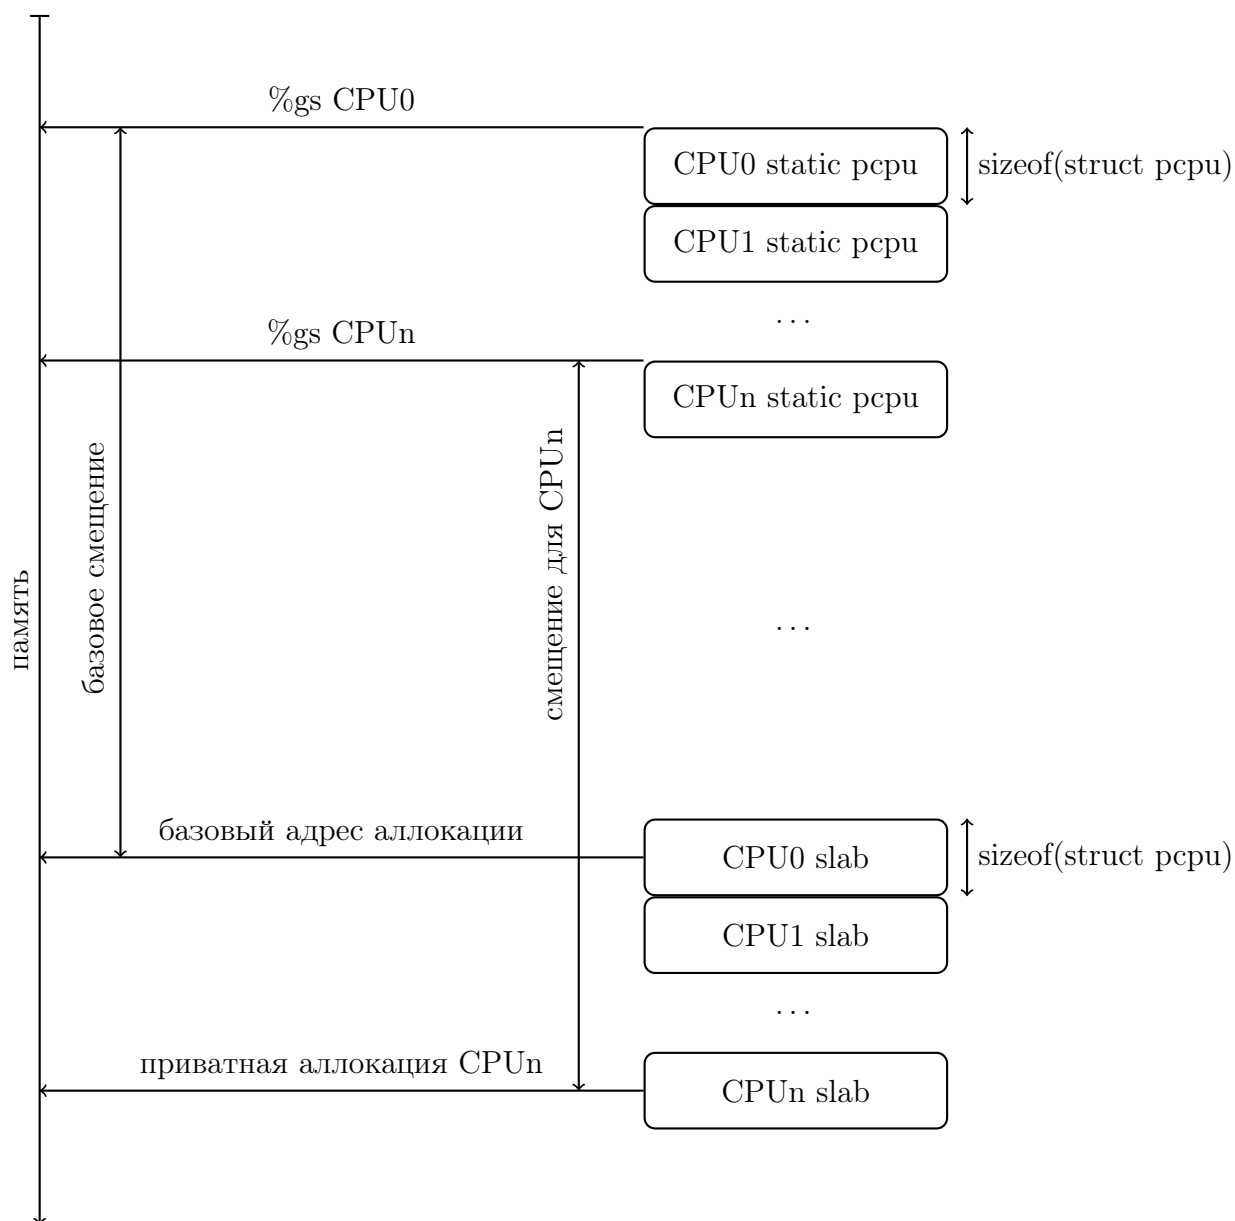 %gs CPU0
CPU0 static pcpu
sizeof(struct pcpu)
CPU1 static pcpu
...
%gs CPUn
CPUn static pcpu
память
базовое смещение
смещение для CPUn
...
базовый адрес аллокации
CPU0 slab
sizeof(struct pcpu)
CPU1 slab
...
приватная аллокация CPUn
CPUn slab